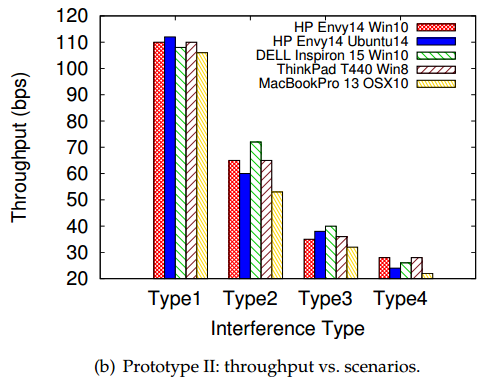 HP Envy14 Win10
HP Envy14 Ubuntu14
DELL Inspiron 15 Win10
ThinkPad T440 Win8
MacBookPro 13 OSX10
Throughput (bps)
120
110
100
90
80
70
60
50
40
30
20
Type1 Type2 Type3 Type4
Interference Type
(b) Prototype II: throughput vs. scenarios.